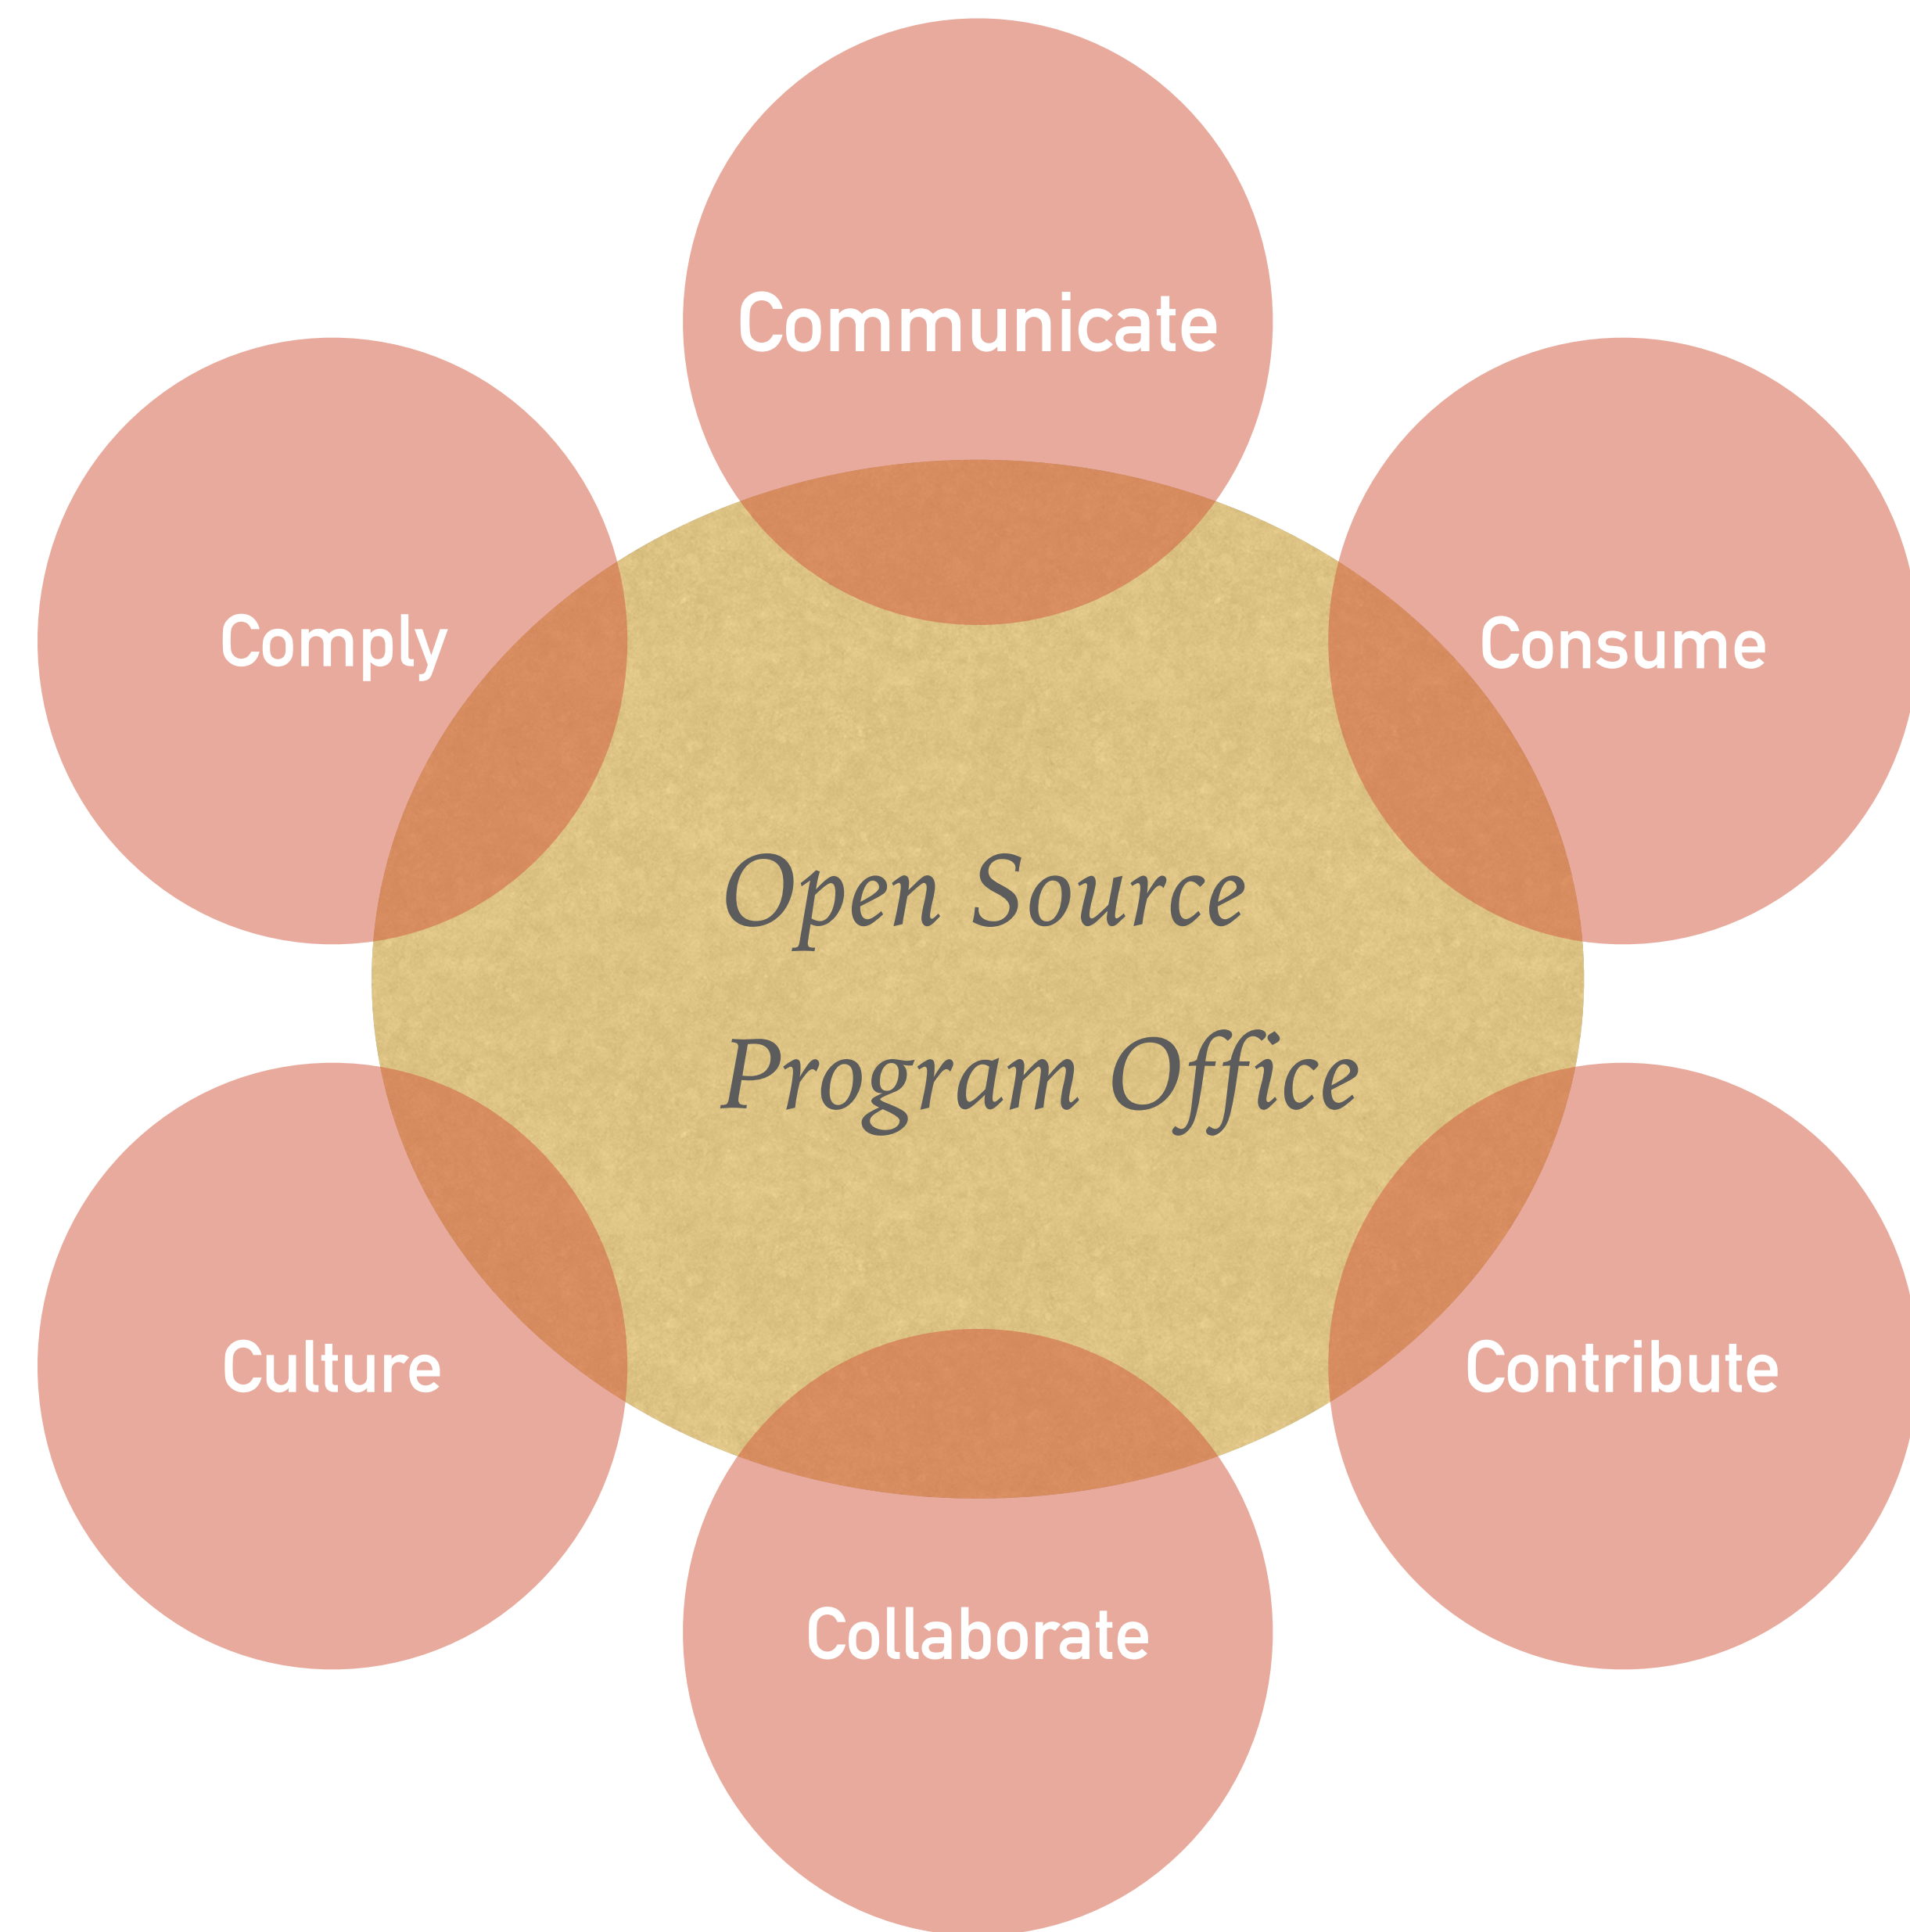 Communicate
Comply
Consume
Open Source
Program Office
Culture
Contribute
Collaborate